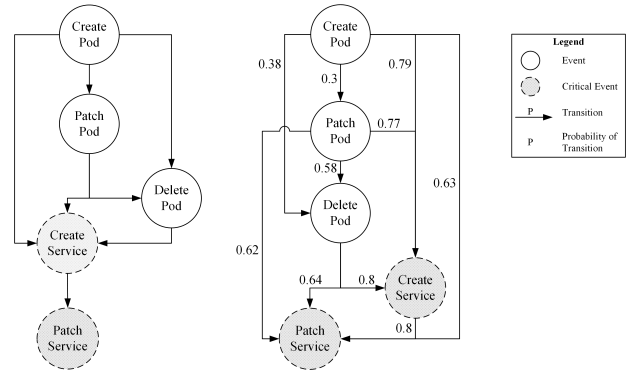 Create
Pod
Patch
Pod
Delete
Pod
Create
Service
Patch
Service
Create
Pod
0.38
0.79
0.3
Patch
Pod
0.77
0.58
0.63
Delete
Pod
0.62
0.64
0.8
Create
Service
0.8
Patch
Service
Legend
Event
Critical Event
P
Transition
P
Probability of
Transition